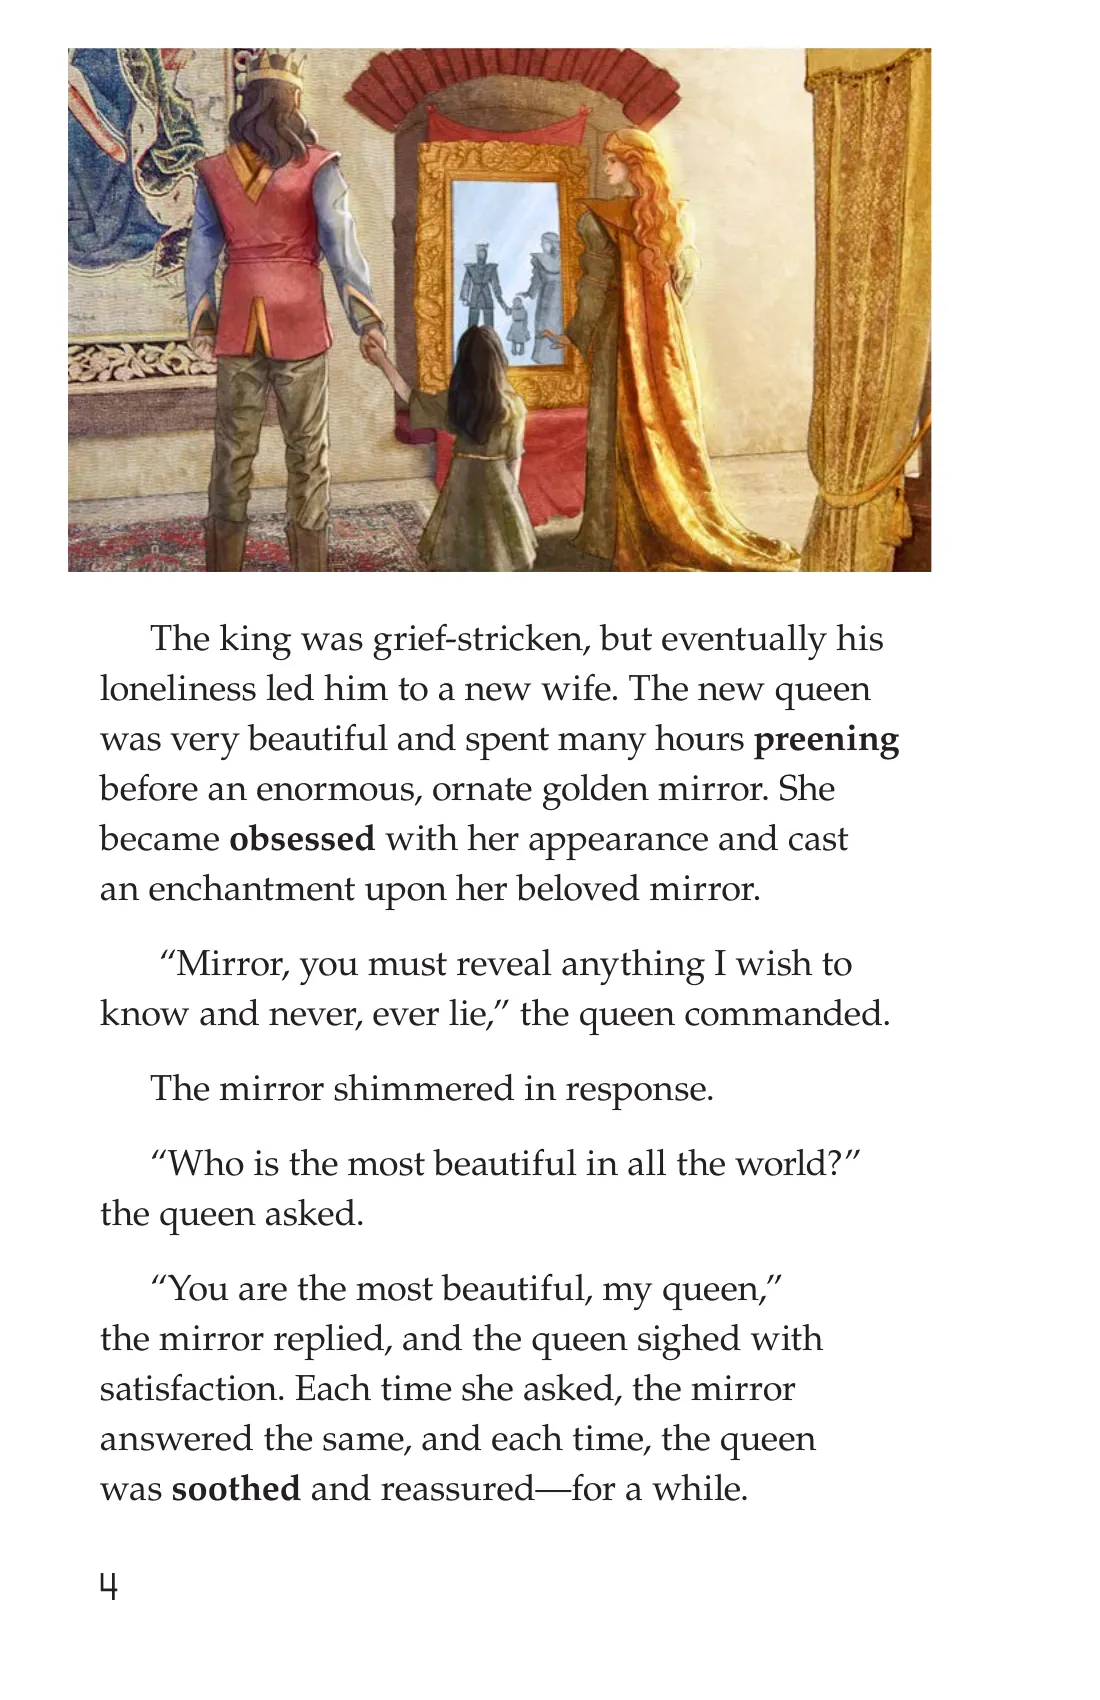 The king was grief-stricken, but eventually his
loneliness led him to a new wife. The new queen
was very beautiful and spent many hours preening
before an enormous, ornate golden mirror. She
became obsessed with her appearance and cast
an enchantment upon her beloved mirror.
“Mirror, you must reveal anything I wish to
know and never, ever lie,” the queen commanded.
The mirror shimmered in response.
“Who is the most beautiful in all the world?”
the queen asked.
“You are the most beautiful, my queen,”
the mirror replied, and the queen sighed with
satisfaction. Each time she asked, the mirror
answered the same, and each time, the queen
was soothed and reassured—for a while.
4